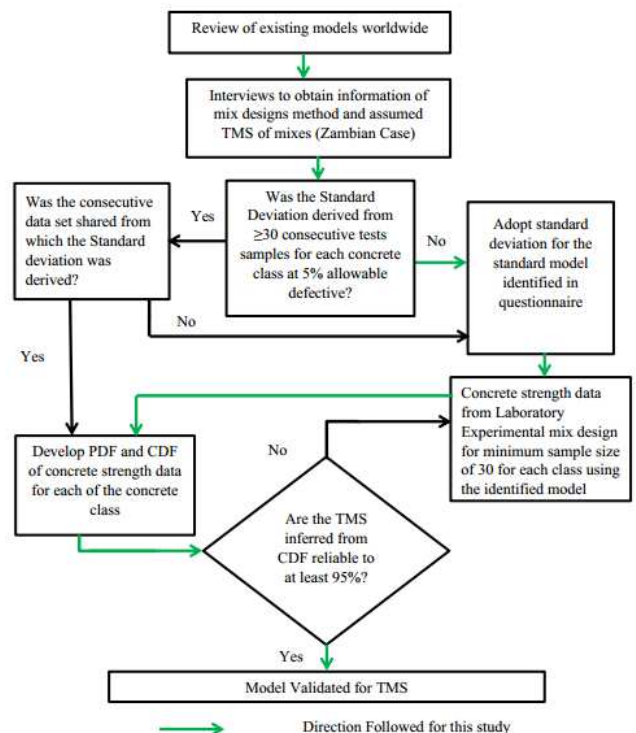 Review of existing models worldwide
Interviews to obtain information of
mix designs method and assumed
TMS of mixes (Zambian Case)
Was the consecutive
data set shared from
which the Standard
deviation was
derived?
Yes
Was the Standard
Deviation derived from
≥30 consecutive tests
samples for each concrete
class at 5% allowable
defective?
No
Adopt standard
deviation for the
standard model
identified in
questionnaire
No
Yes
Concrete strength data
from Laboratory
Experimental mix design
for minimum sample size
of 30 for each class using
the identified model
Develop PDF and CDF
of concrete strength data
for each of the concrete
class
No
Are the TMS
inferred from
CDF reliable to
at least 95%?
Yes
Model Validated for TMS
Direction Followed for this study